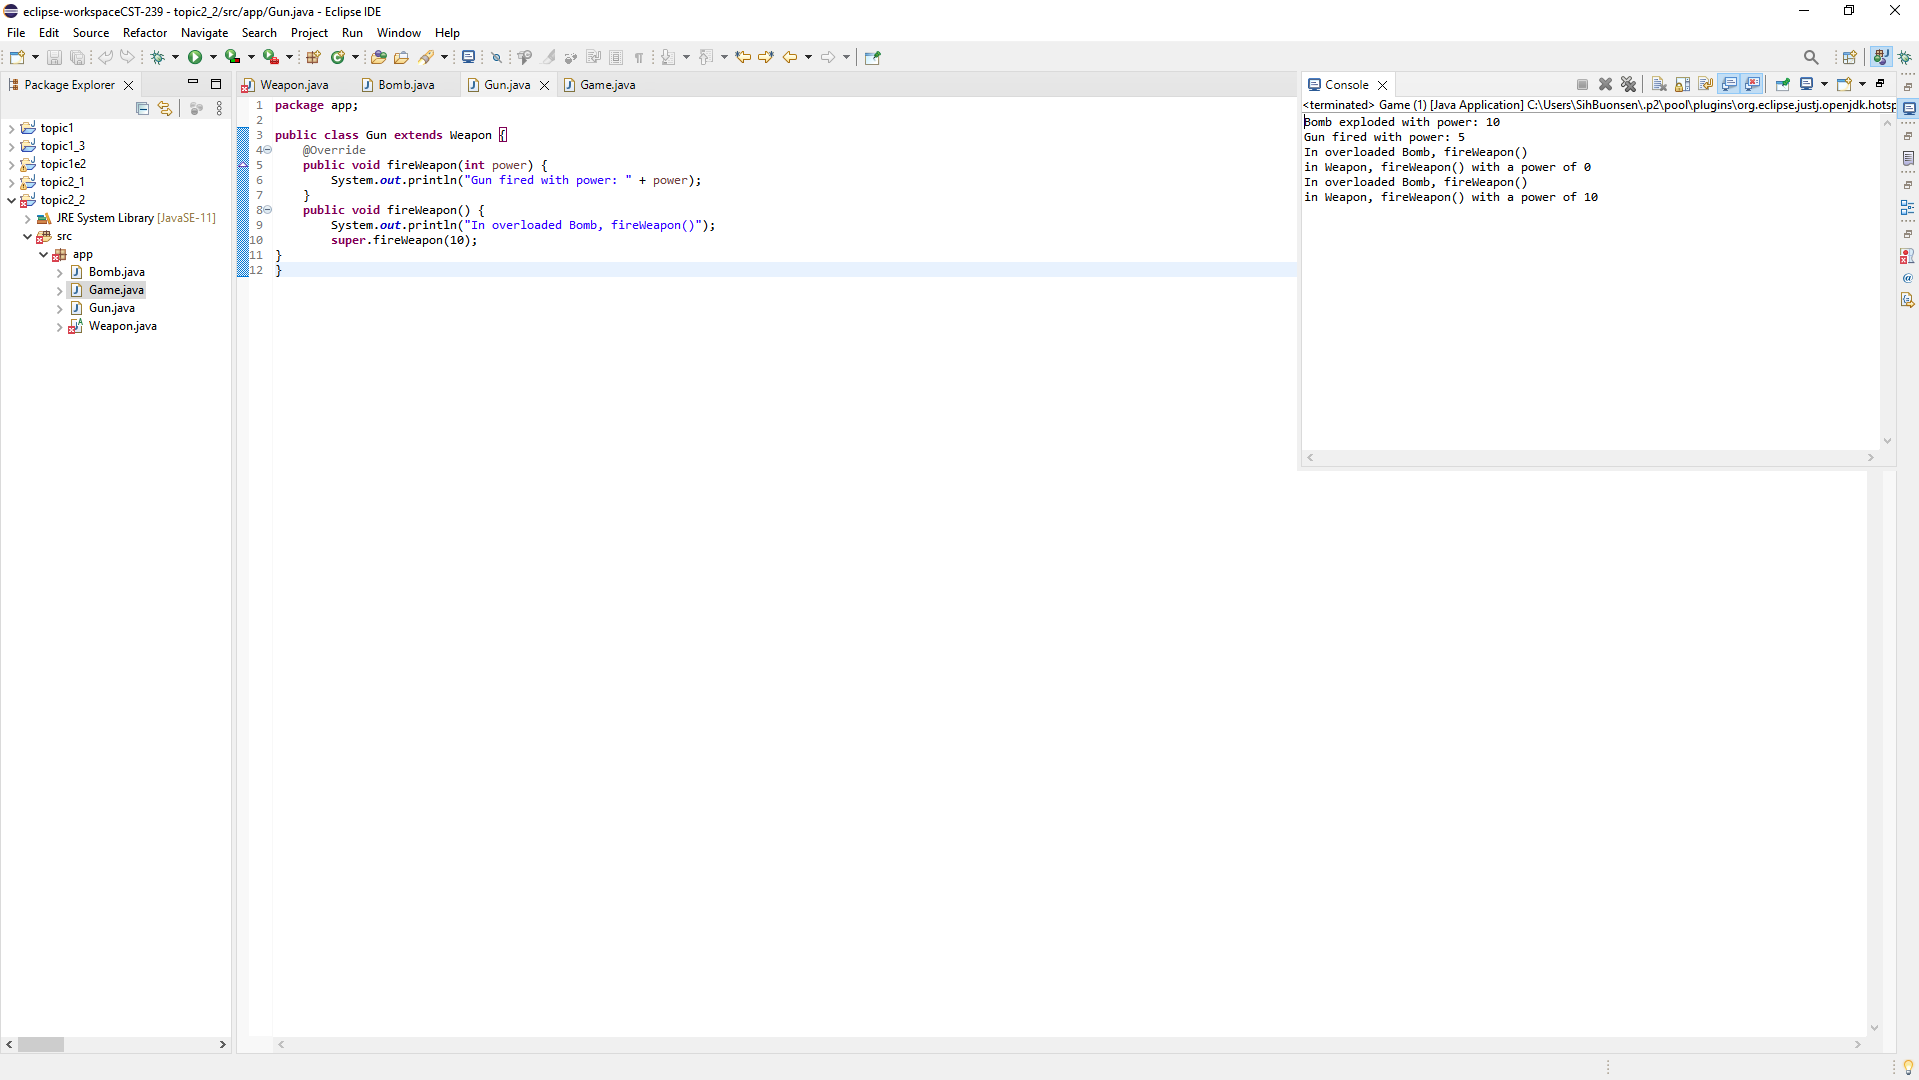 eclipse-workspaceCST-239 - topic2_2/src/app/Gun.java - Eclipse IDE
File Edit Source Refactor Navigate Search Project Run Window Help
Package Explorer
topic1
topic1_3
topic1e2
topic2_1
topic2_2
JRE System Library [JavaSE-11]
src
app
Bomb.java
Game.java
Gun.java
Weapon.java
Weapon.java Bomb.java Gun.java Game.java
1 package app;
2
3 public class Gun extends Weapon {
4 @Override
5 public void fireWeapon(int power) {
6 System.out.println("Gun fired with power: " + power);
7 }
8 public void fireWeapon() {
9 System.out.println("In overloaded Bomb, fireWeapon()");
10 super.fireWeapon(10);
11 }
12 }
Console
<terminated> Game (1) [Java Application] C:\Users\SihBuonsen\.p2\pool\plugins\org.eclipse.justj.openjdk.hotsp
Bomb exploded with power: 10
Gun fired with power: 5
In overloaded Bomb, fireWeapon()
in Weapon, fireWeapon() with a power of 0
In overloaded Bomb, fireWeapon()
in Weapon, fireWeapon() with a power of 10